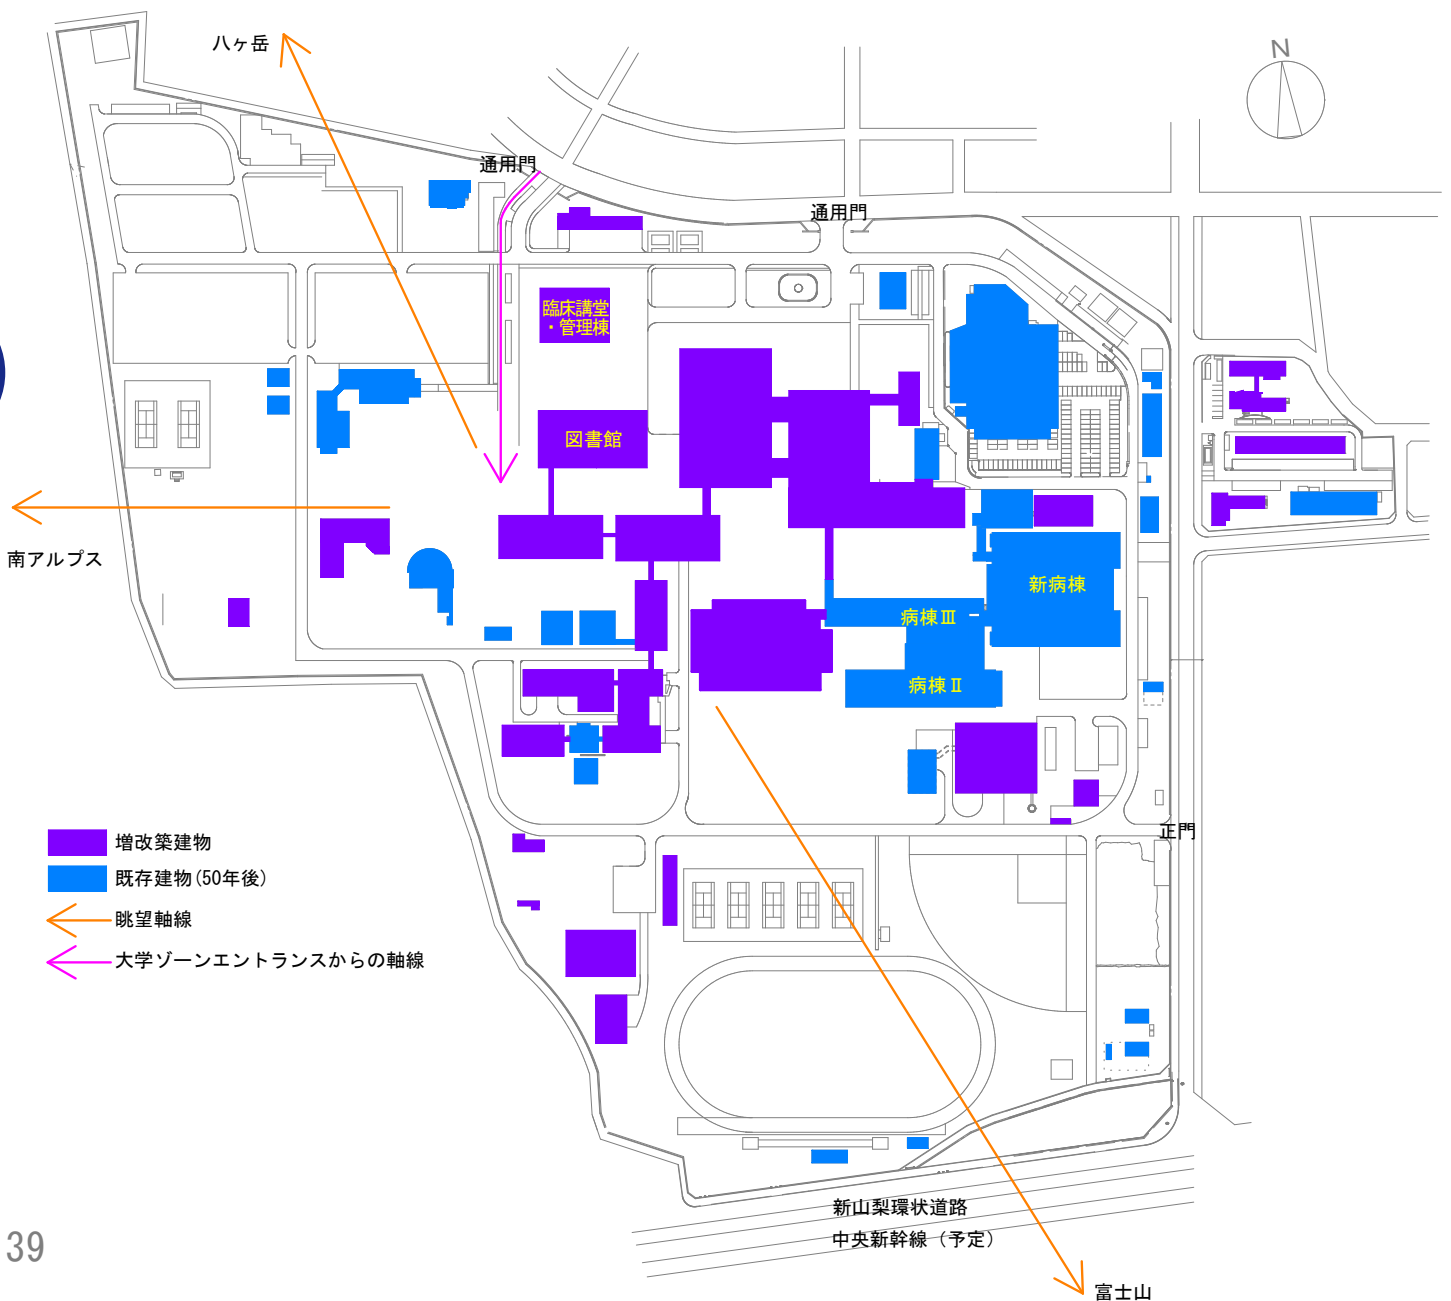 八ヶ岳
N
通用門
通用門
臨床講堂
・管理棟
図書館
南アルプス
新病棟
病棟Ⅲ
病棟Ⅱ
正門
増改築建物
既存建物(50年後)
眺望軸線
大学ゾーンエントランスからの軸線
新山梨環状道路
中央新幹線（予定）
富士山
39